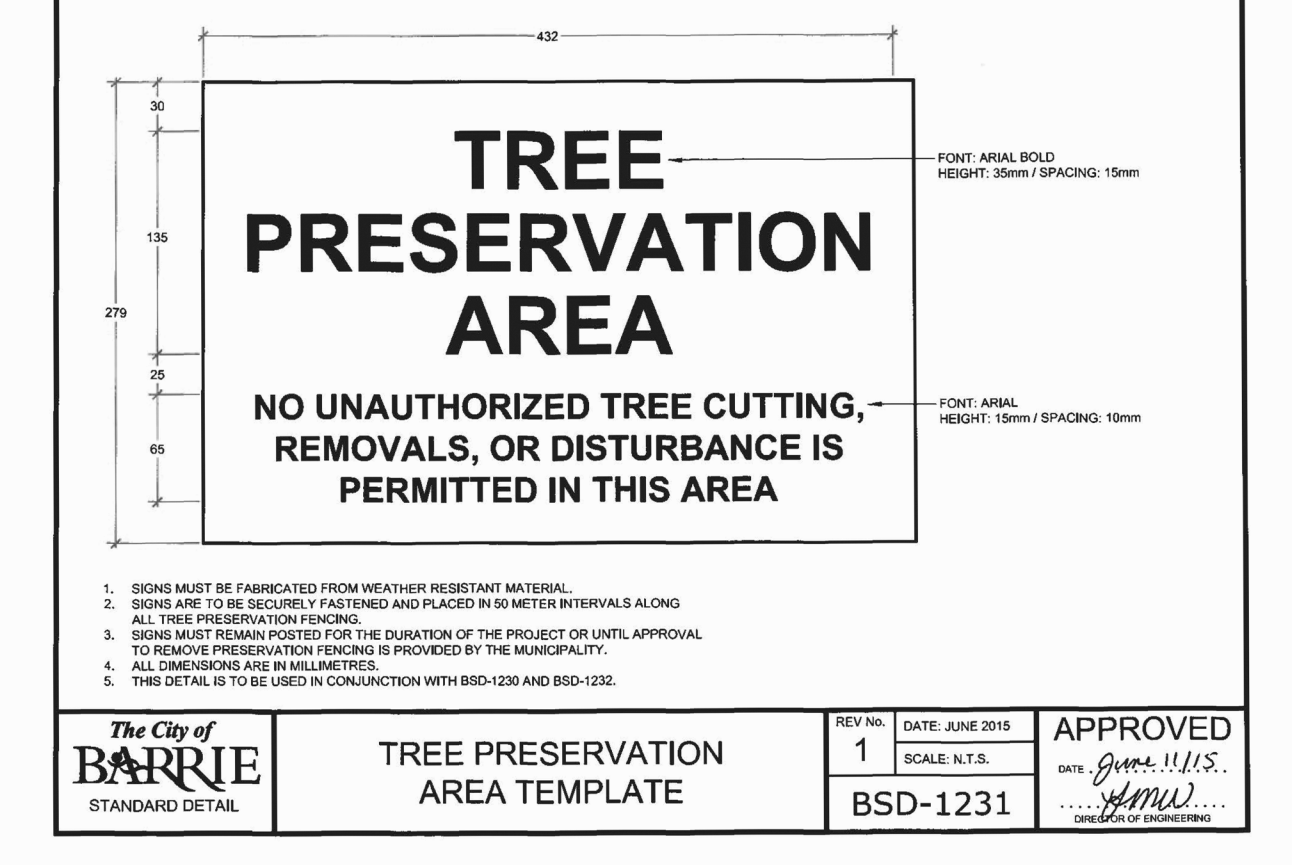 432
30
TREE
FONT: ARIAL BOLD
HEIGHT: 35mm / SPACING: 15mm
135
PRESERVATION
279
AREA
25
NO UNAUTHORIZED TREE CUTTING,
FONT: ARIAL
HEIGHT: 15mm / SPACING: 10mm
65
REMOVALS, OR DISTURBANCE IS
PERMITTED IN THIS AREA
1. SIGNS MUST BE FABRICATED FROM WEATHER RESISTANT MATERIAL.
2. SIGNS ARE TO BE SECURELY FASTENED AND PLACED IN 50 METER INTERVALS ALONG
ALL TREE PRESERVATION FENCING.
3. SIGNS MUST REMAIN POSTED FOR THE DURATION OF THE PROJECT OR UNTIL APPROVAL
TO REMOVE PRESERVATION FENCING IS PROVIDED BY THE MUNICIPALITY.
4. ALL DIMENSIONS ARE IN MILLIMETRES.
5. THIS DETAIL IS TO BE USED IN CONJUNCTION WITH BSD-1230 AND BSD-1232.
The City of
BARRIE
STANDARD DETAIL
TREE PRESERVATION
AREA TEMPLATE
REV No.
1
DATE: JUNE 2015
SCALE: N.T.S.
BSD-1231
APPROVED
DATE June 11/15
DIRECTOR OF ENGINEERING